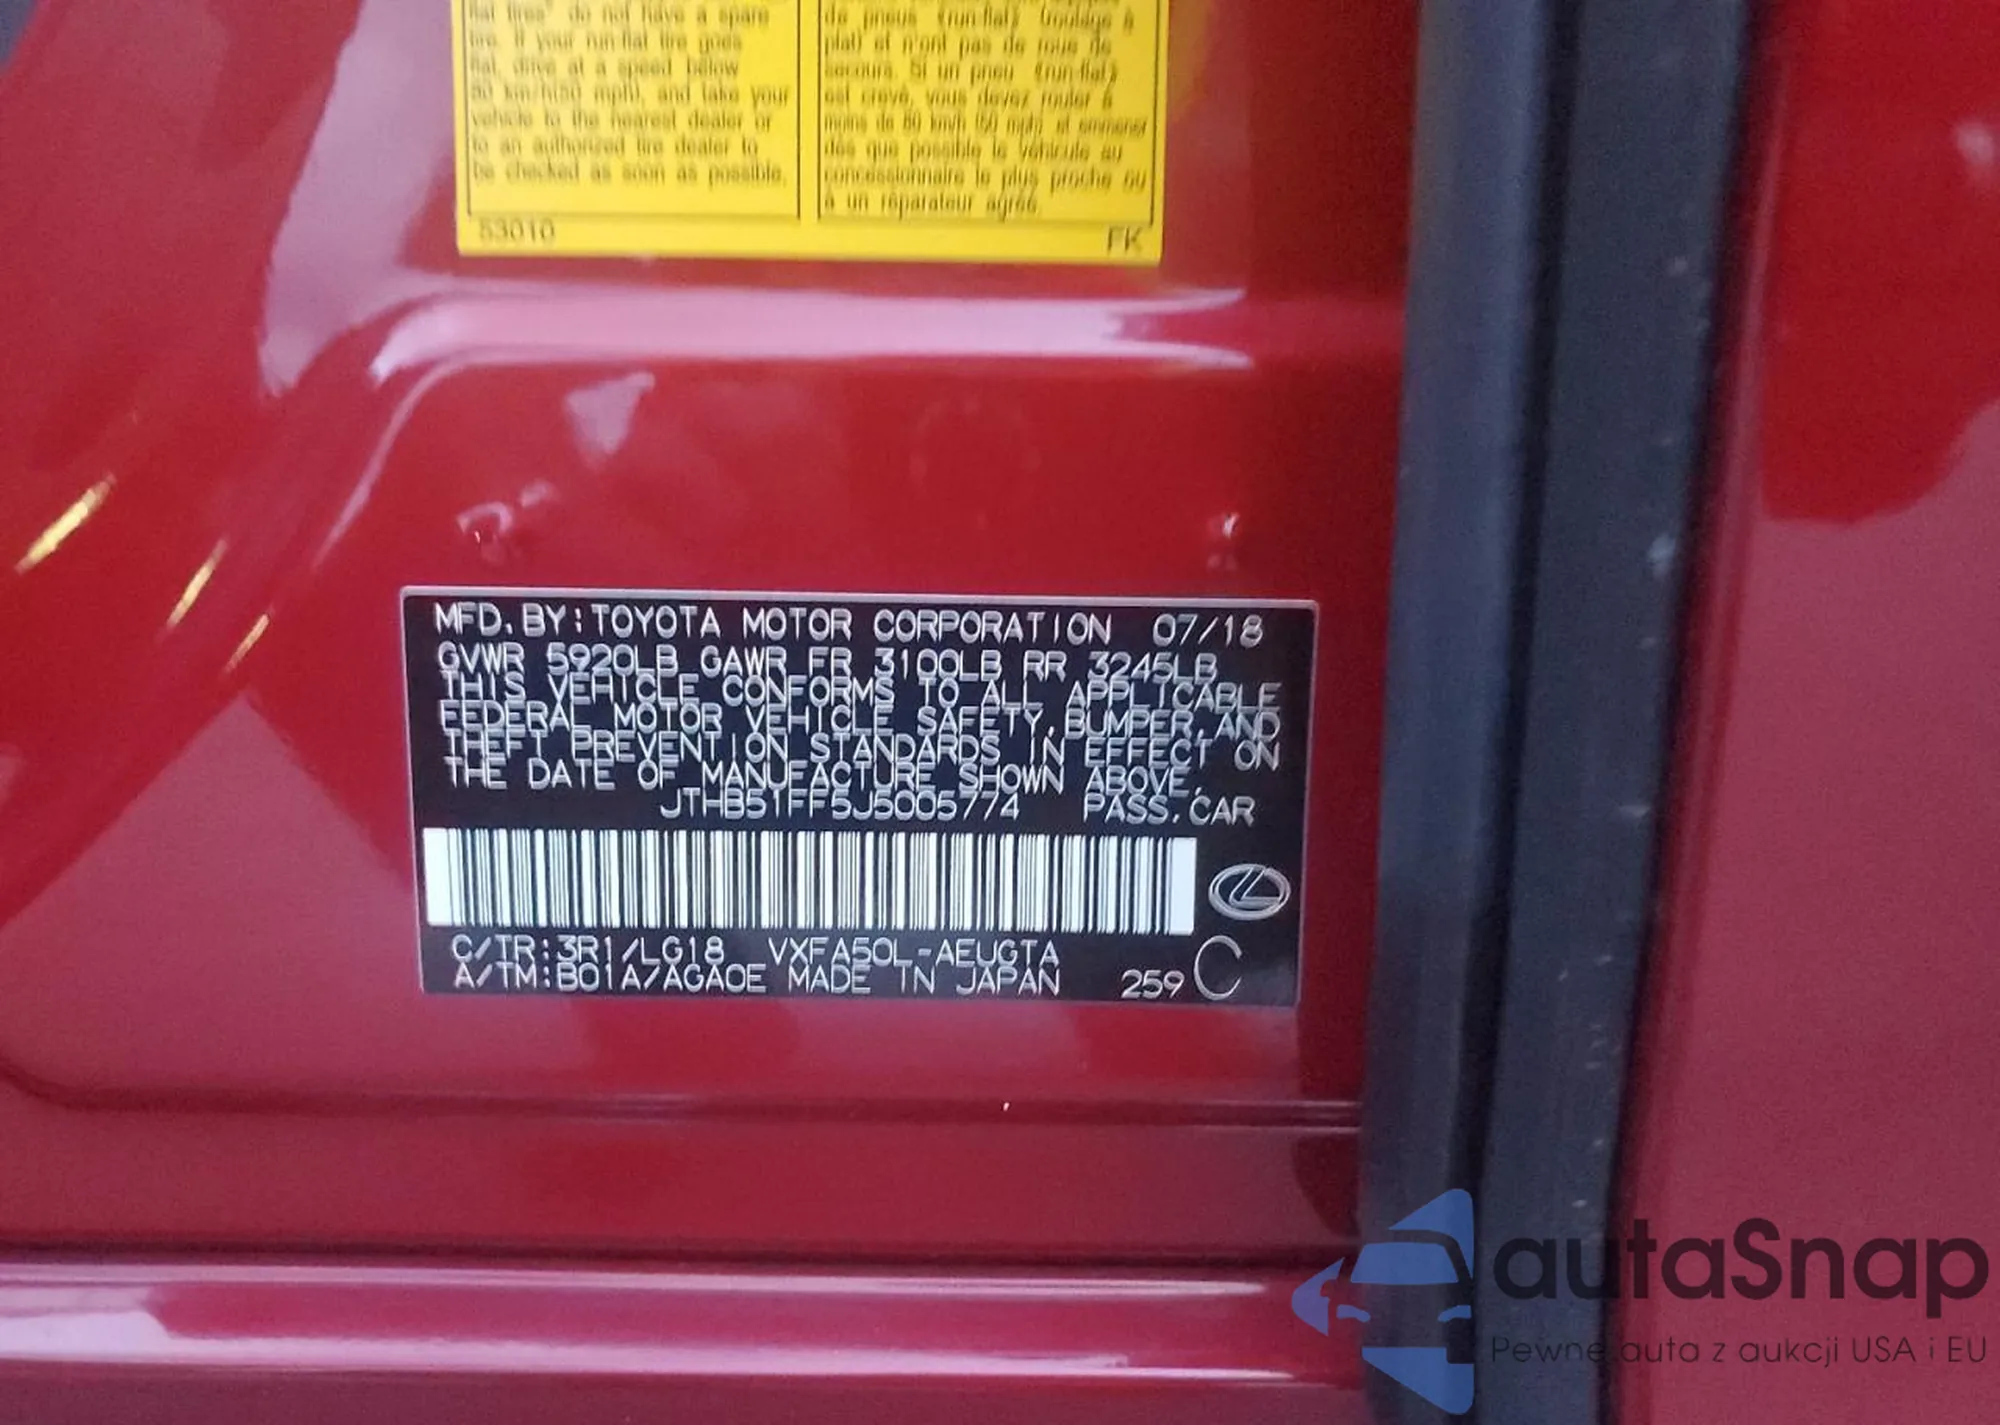 flat tires" do not have a spare
tire. If your run-flat tire goes
flat, drive at a speed below
80 km/h(50 mph), and take your
vehicle to the nearest dealer or
to an authorized tire dealer to
be checked as soon as possible.
de pneus (run-flat) (roulage à
plat) et n'ont pas de roue de
secours. Si un pneu (run-flat)
est crevé, vous devez rouler à
moins de 80 km/h (50 mph) et emmener
dès que possible le véhicule au
concessionnaire le plus proche ou
à un réparateur agréé.
53010
FK
MFD. BY: TOYOTA MOTOR CORPORATION 07/18
GVWR 5920LB GAWR FR 3100LB RR 3245LB
THIS VEHICLE CONFORMS TO ALL APPLICABLE
FEDERAL MOTOR VEHICLE SAFETY, BUMPER, AND
THEFT PREVENTION STANDARDS IN EFFECT ON
THE DATE OF MANUFACTURE SHOWN ABOVE.
JTHB51FF5J5005774 PASS. CAR
C/TR: 3R1/LG18 VXFA50L-AEUGTA
A/TM: B01A/AGA0E MADE IN JAPAN 259 C
autaSnap
Pewne auta z aukcji USA i EU